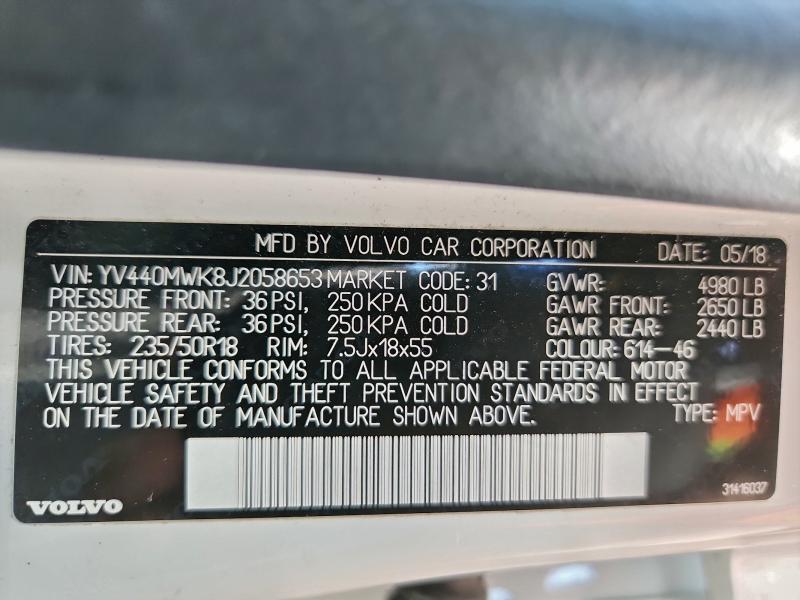 MFD BY VOLVO CAR CORPORATION DATE: 05/18
VIN: YV440MWK8J2058653 MARKET CODE: 31 GVWR: 4980 LB
PRESSURE FRONT: 36 PSI, 250 KPA COLD GAWR FRONT: 2650 LB
PRESSURE REAR: 36 PSI, 250 KPA COLD GAWR REAR: 2440 LB
TIRES: 235/50R18 RIM: 7.5Jx18x55 COLOUR: 614-46
THIS VEHICLE CONFORMS TO ALL APPLICABLE FEDERAL MOTOR
VEHICLE SAFETY AND THEFT PREVENTION STANDARDS IN EFFECT
ON THE DATE OF MANUFACTURE SHOWN ABOVE. TYPE: MPV
VOLVO 31416037